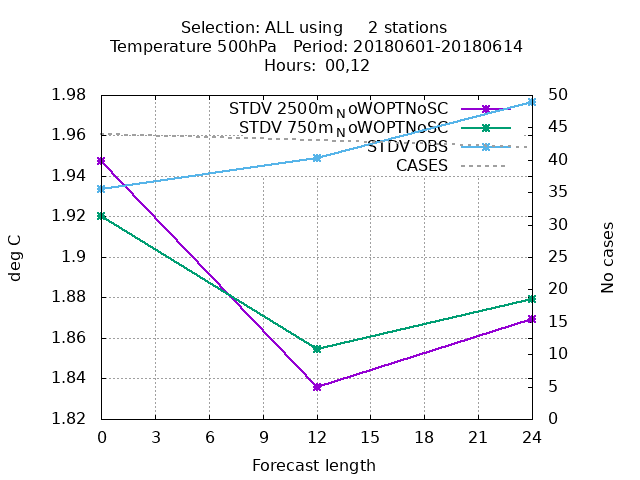 Selection: ALL using 2 stations
Temperature 500hPa Period: 20180601-20180614
Hours: 00,12
STDV 2500m_NoWOPTNoSC
STDV 750m_NoWOPTNoSC
STDV OBS
CASES
deg C
1.98
1.96
1.94
1.92
1.9
1.88
1.86
1.84
1.82
50
45
40
35
30
25
20
15
10
5
0
No cases
0 3 6 9 12 15 18 21 24
Forecast length